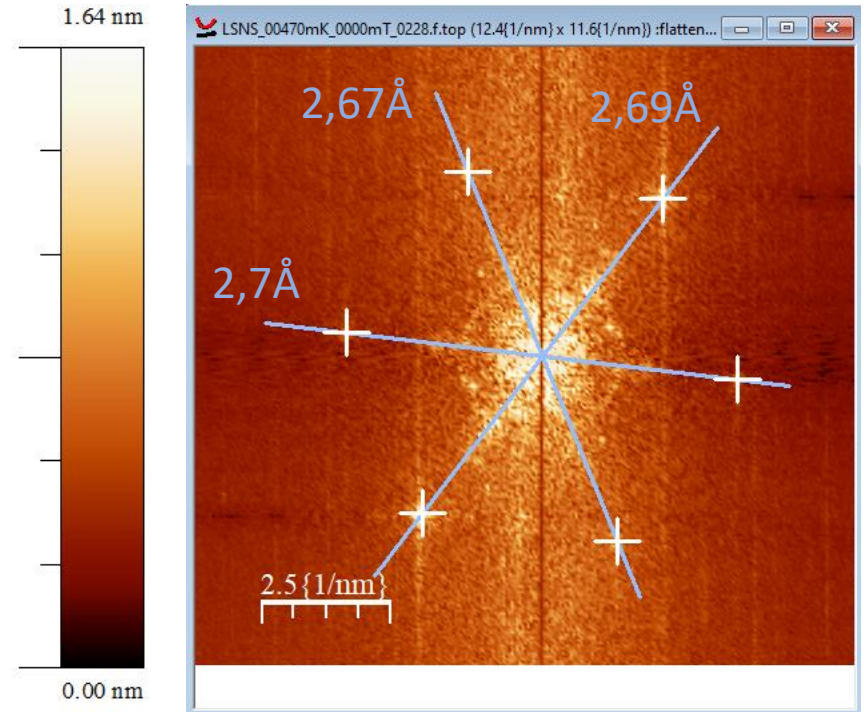 1.64 nm
LSNS_00470mK_0000mT_0228.f.top (12.4{1/nm} x 11.6{1/nm}) :flatten...
2,67Å
2,69Å
2,7Å
2.5{1/nm}
0.00 nm